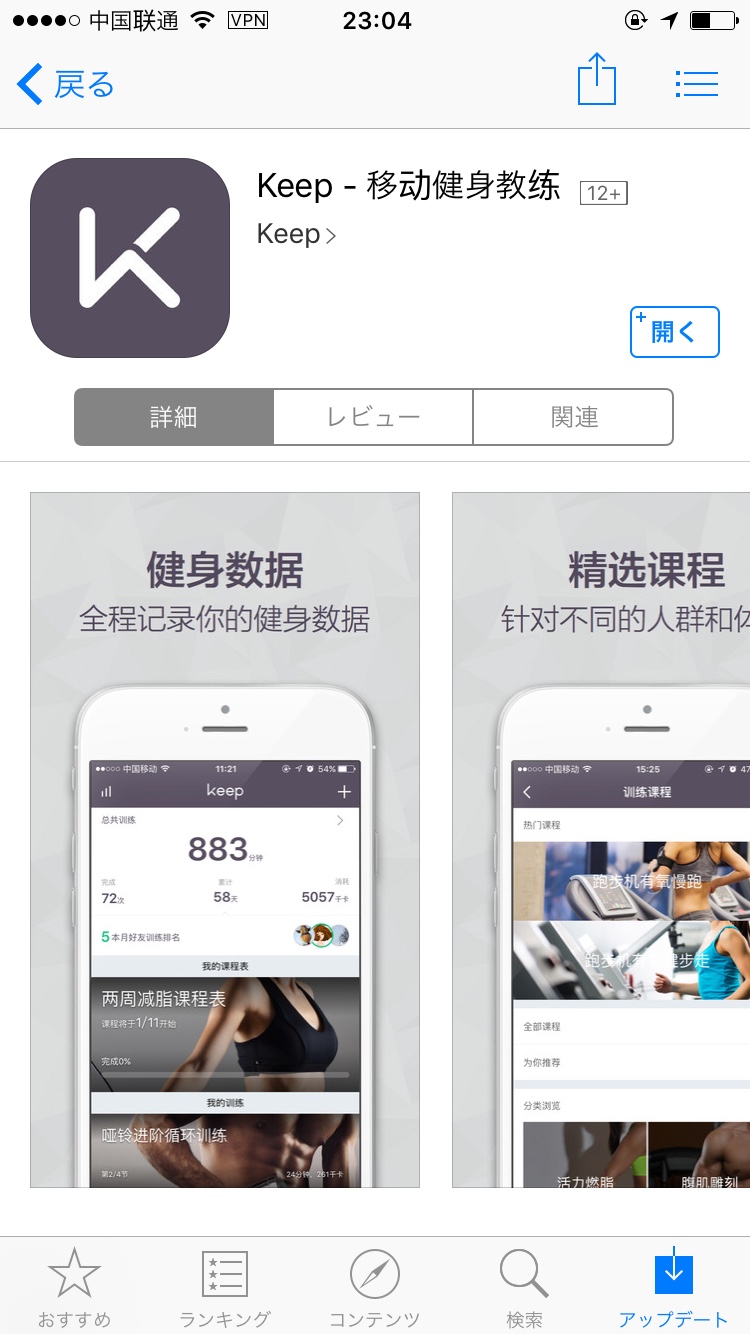 中国联通 VPN 23:04
戻る
Keep - 移动健身教练 12+
Keep
+開く
詳細 レビュー 関連
健身数据
全程记录你的健身数据
中国移动 11:21 54%
keep
总共训练
883分钟
完成 累计 消耗
72次 58天 5057千卡
5 本月好友训练排名
我的课程表
两周减脂课程表
课程将于1/11开始
完成0%
我的训练
哑铃进阶循环训练
第2/4节 24分钟，261千卡
精选课程
针对不同的人群和
中国移动 15:25 47
训练课程
热门课程
跑步机有氧慢跑
跑步机有氧健步走
全部课程
为你推荐
分类浏览
活力燃脂 腹肌雕刻
おすすめ ランキング コンテンツ 検索 アップデート